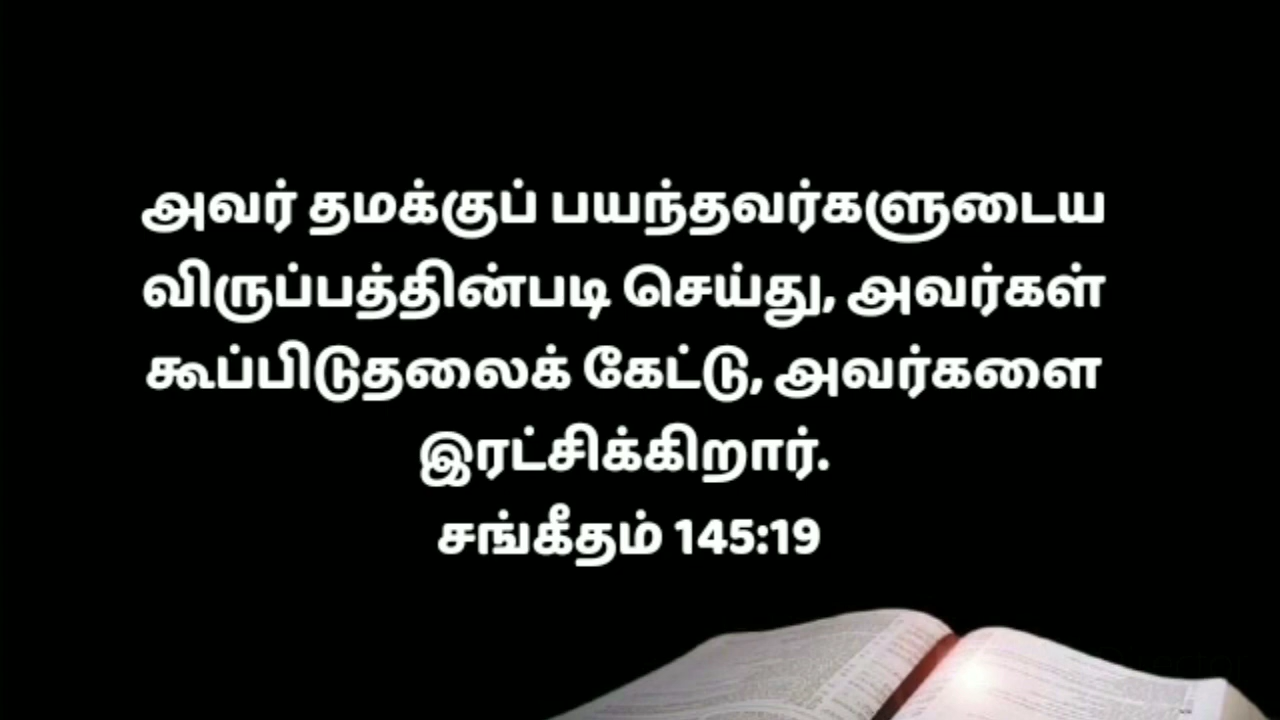 அவர் தமக்குப் பயந்தவர்களுடைய
விருப்பத்தின்படி செய்து, அவர்கள்
கூப்பிடுதலைக் கேட்டு, அவர்களை
இரட்சிக்கிறார்.
சங்கீதம் 145:19